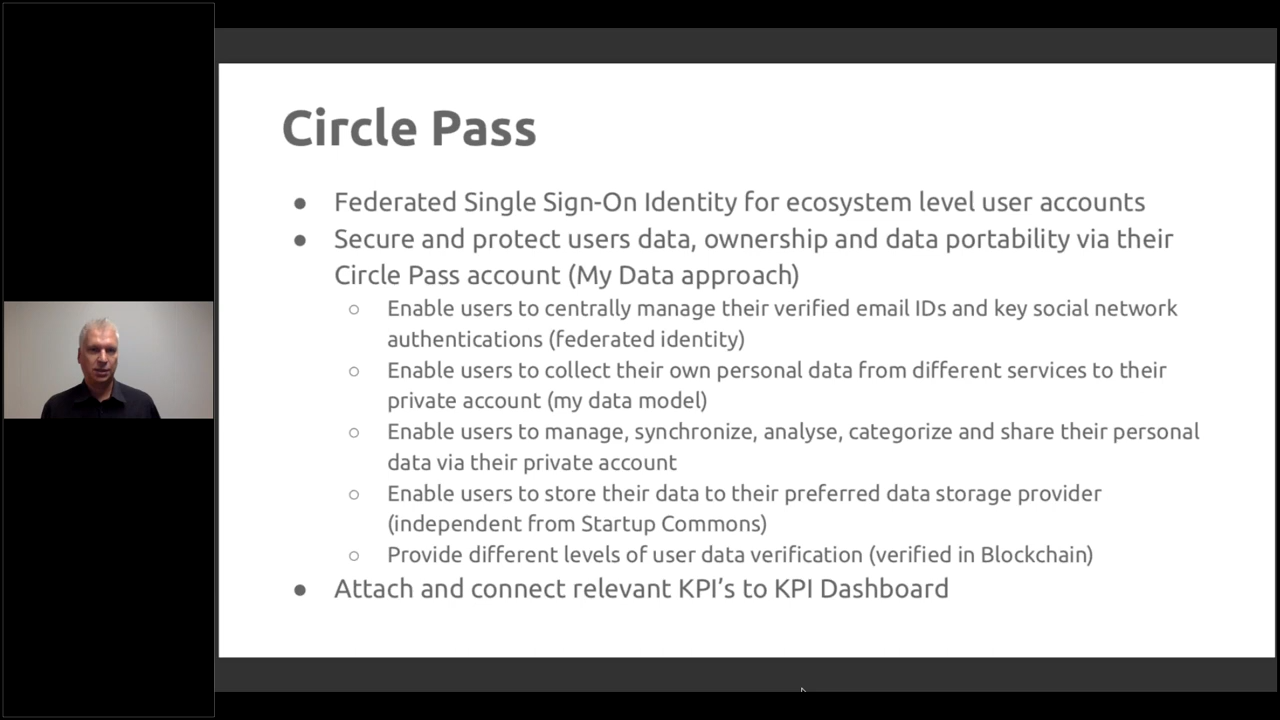 Circle Pass
● Federated Single Sign-On Identity for ecosystem level user accounts
● Secure and protect users data, ownership and data portability via their
Circle Pass account (My Data approach)
○ Enable users to centrally manage their verified email IDs and key social network
authentications (federated identity)
○ Enable users to collect their own personal data from different services to their
private account (my data model)
○ Enable users to manage, synchronize, analyse, categorize and share their personal
data via their private account
○ Enable users to store their data to their preferred data storage provider
(independent from Startup Commons)
○ Provide different levels of user data verification (verified in Blockchain)
● Attach and connect relevant KPI’s to KPI Dashboard